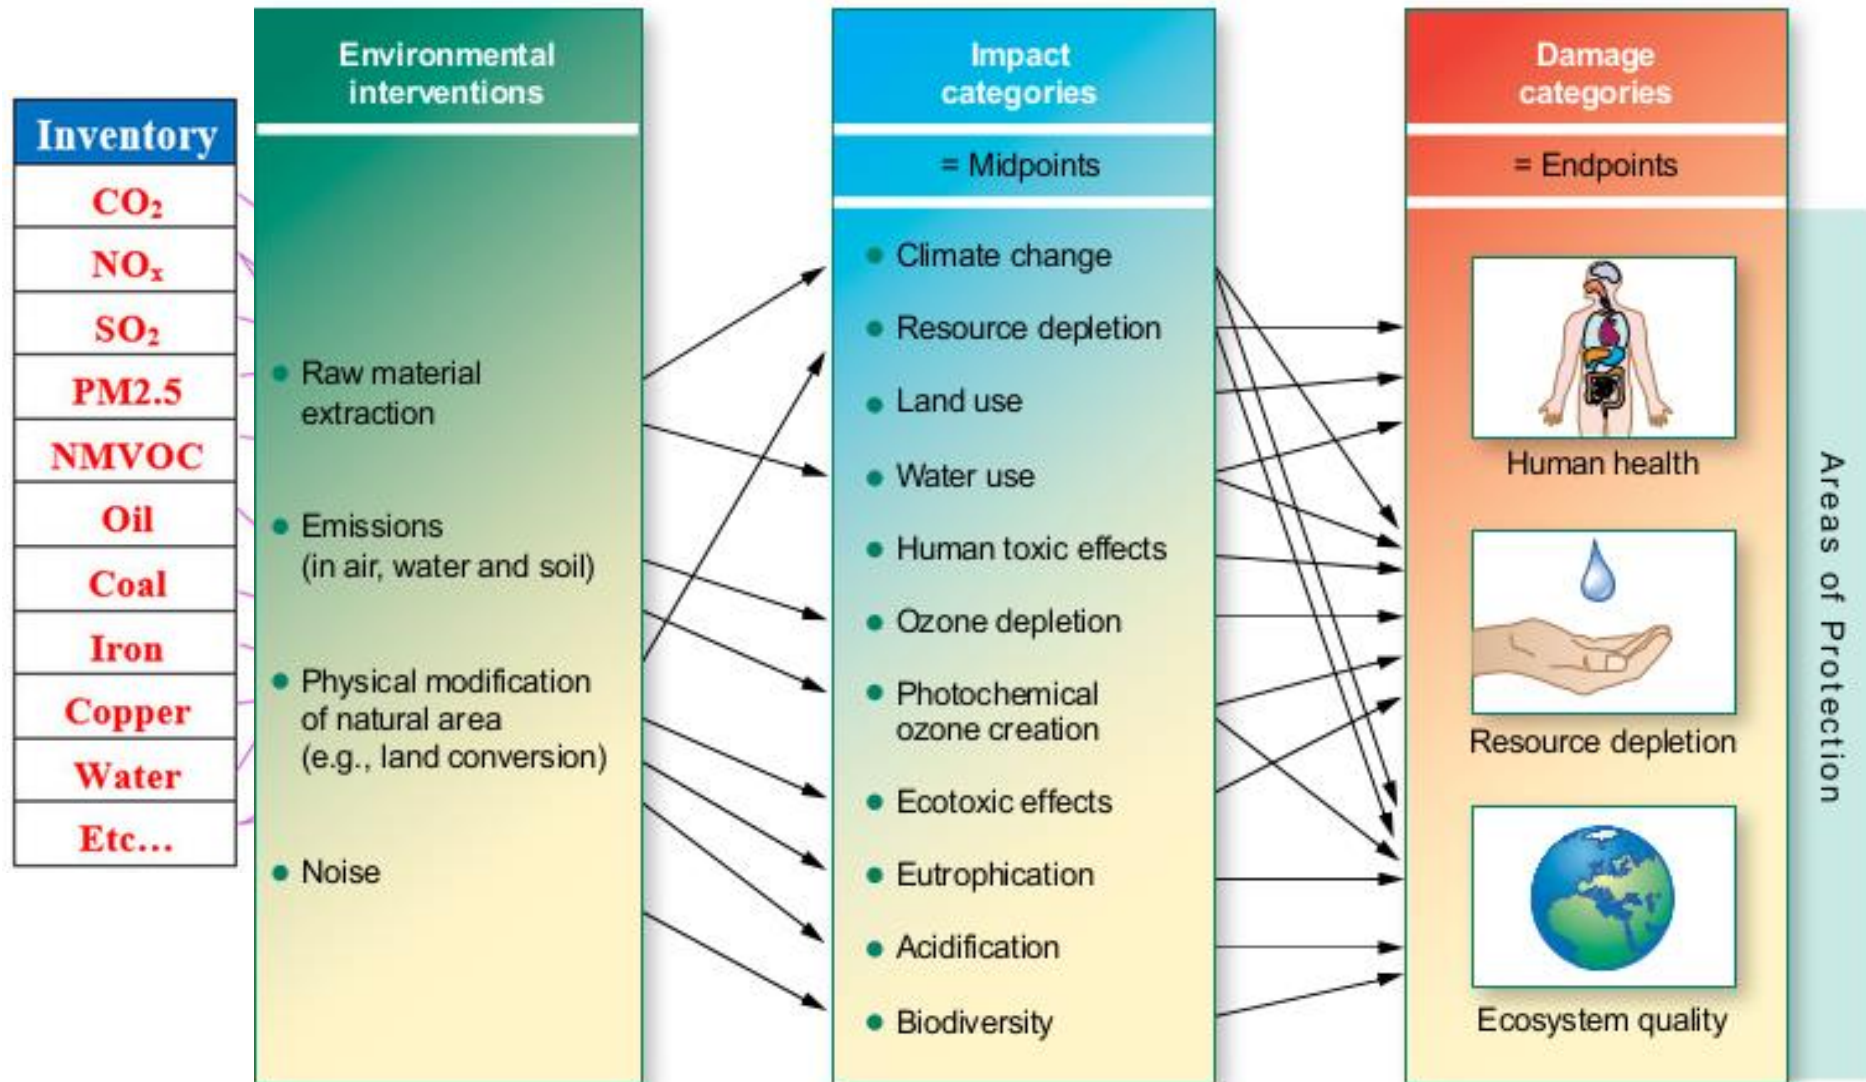 Inventory
CO₂
NOₓ
SO₂
PM2.5
NMVOC
Oil
Coal
Iron
Copper
Water
Etc...
Environmental
interventions
Raw material
extraction
Emissions
(in air, water and soil)
Physical modification
of natural area
(e.g., land conversion)
Noise
Impact
categories
= Midpoints
Climate change
Resource depletion
Land use
Water use
Human toxic effects
Ozone depletion
Photochemical
ozone creation
Ecotoxic effects
Eutrophication
Acidification
Biodiversity
Damage
categories
= Endpoints
Human health
Resource depletion
Ecosystem quality
Areas of Protection